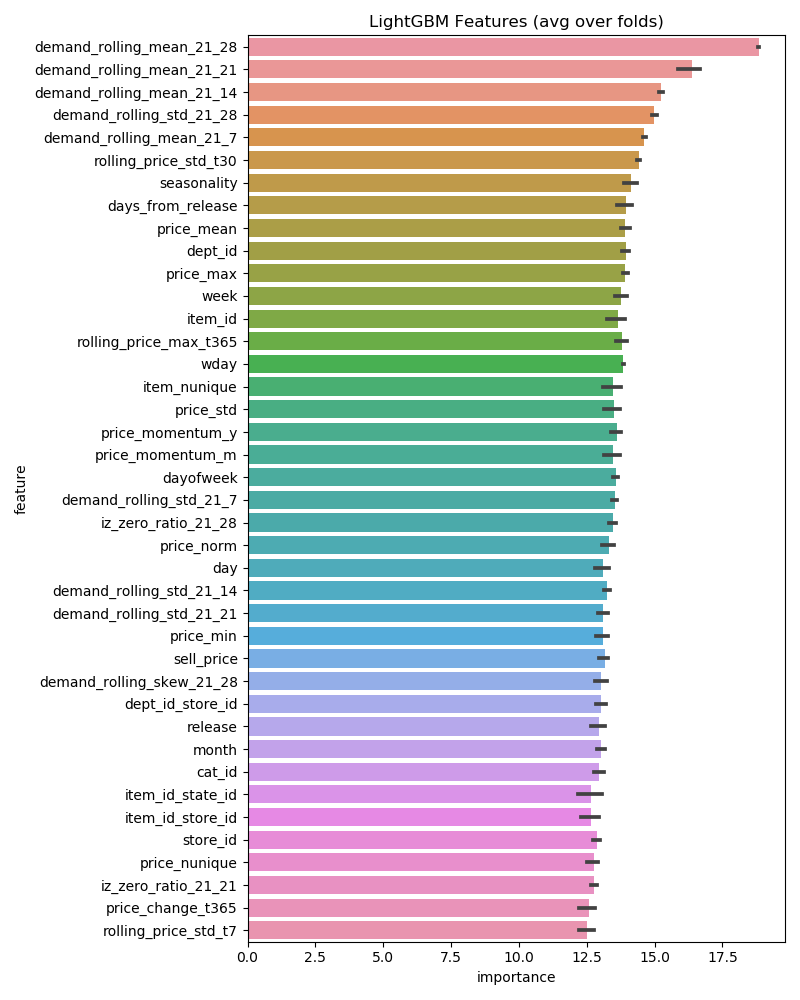 LightGBM Features (avg over folds)
demand_rolling_mean_21_28
demand_rolling_mean_21_21
demand_rolling_mean_21_14
demand_rolling_std_21_28
demand_rolling_mean_21_7
rolling_price_std_t30
seasonality
days_from_release
price_mean
dept_id
price_max
week
item_id
rolling_price_max_t365
wday
item_nunique
price_std
price_momentum_y
price_momentum_m
dayofweek
demand_rolling_std_21_7
iz_zero_ratio_21_28
price_norm
day
demand_rolling_std_21_14
demand_rolling_std_21_21
price_min
sell_price
demand_rolling_skew_21_28
dept_id_store_id
release
month
cat_id
item_id_state_id
item_id_store_id
store_id
price_nunique
iz_zero_ratio_21_21
price_change_t365
rolling_price_std_t7
feature
0.0 2.5 5.0 7.5 10.0 12.5 15.0 17.5
importance